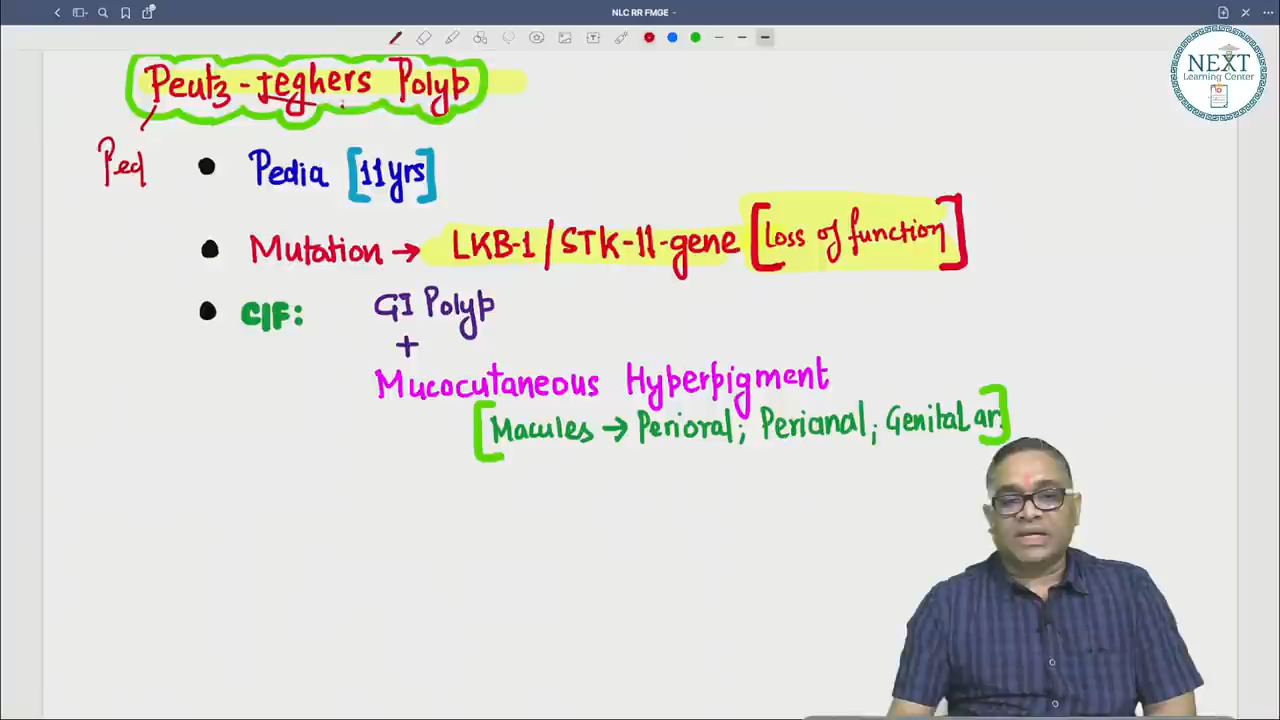 NLC RR FMGE
NEXT
Learning Center
Peutz-Jeghers Polyp
Ped
• Pedia [11yrs]
• Mutation → LKB-1/STK-11-gene [Loss of function]
• C/F: GI Polyp
+
Mucocutaneous Hyperpigment
[Macules → Perioral; Perianal; Genital ar.]